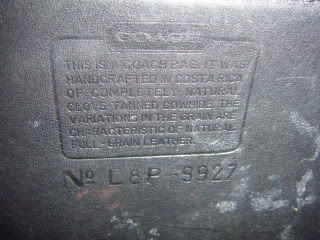 COACH
THIS IS A COACH BAG. IT WAS
HANDCRAFTED IN COSTA RICA
OF COMPLETELY NATURAL
GLOVE TANNED COWHIDE. THE
VARIATIONS IN THE GRAIN ARE
CHARACTERISTIC OF NATURAL
FULL-GRAIN LEATHER.
No L8P-9927